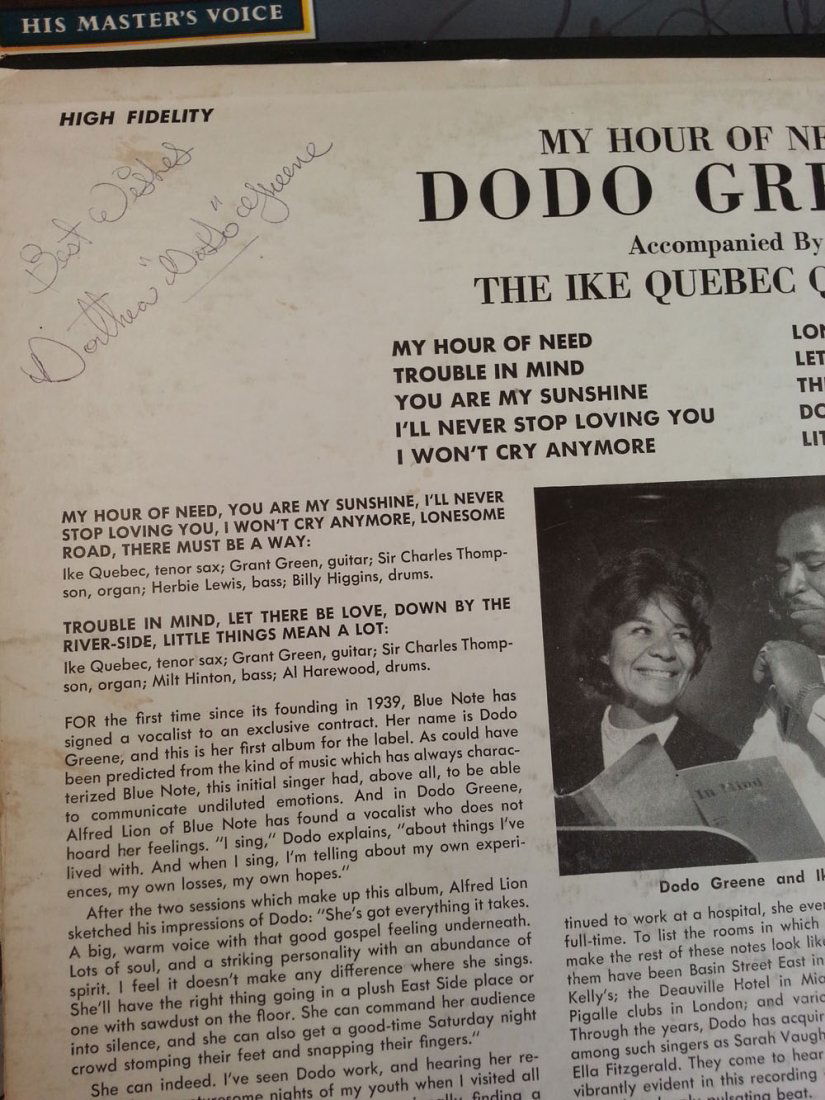 HIS MASTER'S VOICE
HIGH FIDELITY
Best Wishes
Dorthea "Dodo" Greene
MY HOUR OF
DODO
Accompanied By
THE IKE QUEBEC
MY HOUR OF NEED
TROUBLE IN MIND
YOU ARE MY SUNSHINE
I'LL NEVER STOP LOVING YOU
I WON'T CRY ANYMORE
MY HOUR OF NEED, YOU ARE MY SUNSHINE, I'LL NEVER
STOP LOVING YOU, I WON'T CRY ANYMORE, LONESOME
ROAD, THERE MUST BE A WAY:
Ike Quebec, tenor sax; Grant Green, guitar; Sir Charles Thomp-
son, organ; Herbie Lewis, bass; Billy Higgins, drums.
TROUBLE IN MIND, LET THERE BE LOVE, DOWN BY THE
RIVER-SIDE, LITTLE THINGS MEAN A LOT:
Ike Quebec, tenor sax; Grant Green, guitar; Sir Charles Thomp-
son, organ; Milt Hinton, bass; Al Harewood, drums.
FOR the first time since its founding in 1939, Blue Note has
signed a vocalist to an exclusive contract. Her name is Dodo
Greene, and this is her first album for the label. As could have
been predicted from the kind of music which has always charac-
terized Blue Note, this initial singer had, above all, to be able
to communicate undiluted emotions. And in Dodo Greene,
Alfred Lion of Blue Note has found a vocalist who does not
hoard her feelings. "I sing," Dodo explains, "about things I've
lived with. And when I sing, I'm telling about my own experi-
ences, my own losses, my own hopes."
After the two sessions which make up this album, Alfred Lion
sketched his impressions of Dodo: "She's got everything it takes.
A big, warm voice with that good gospel feeling underneath.
Lots of soul, and a striking personality with an abundance of
spirit. I feel it doesn't make any difference where she sings.
She'll have the right thing going in a plush East Side place or
one with sawdust on the floor. She can command her audience
into silence, and she can also get a good-time Saturday night
crowd stomping their feet and snapping their fingers."
She can indeed. I've seen Dodo work, and hearing her re-
nights of my youth when I visited all
finding a
In Mind
Dodo Greene and
tinued to work at a hospital, she
full-time. To list the rooms in which
make the rest of these notes look
them have been Basin Street East in
Kelly's; the Deauville Hotel in
Pigalle clubs in London; and
Through the years, Dodo has
among such singers as Sarah
Ella Fitzgerald. They come to hear
vibrantly evident in this recording
pulsating beat.